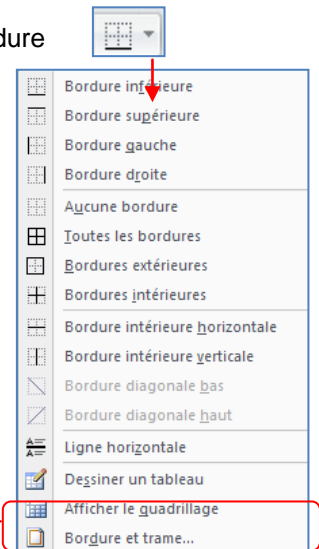 dure
Bordure inférieure
Bordure supérieure
Bordure gauche
Bordure droite
Aucune bordure
Toutes les bordures
Bordures extérieures
Bordures intérieures
Bordure intérieure horizontale
Bordure intérieure verticale
Bordure diagonale bas
Bordure diagonale haut
Ligne horizontale
Dessiner un tableau
Afficher le quadrillage
Bordure et trame...